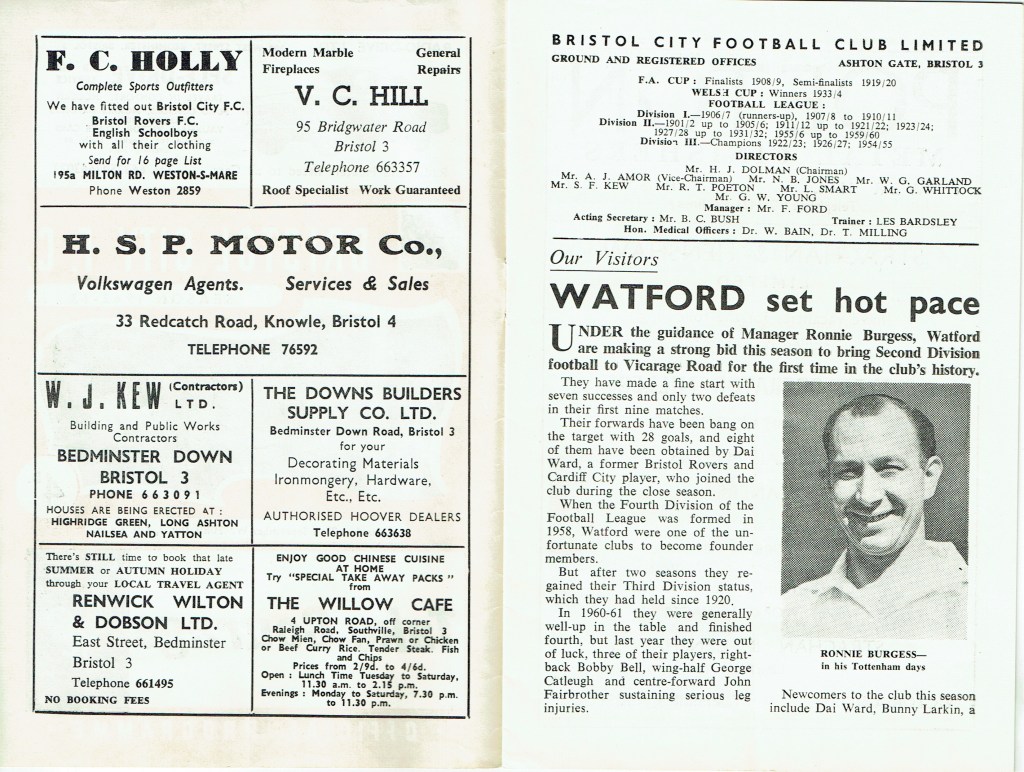 F. C. HOLLY
Complete Sports Outfitters
We have fitted out Bristol City F.C.
Bristol Rovers F.C.
English Schoolboys
with all their clothing
Send for 16 page List
195a MILTON RD. WESTON-S-MARE
Phone Weston 2859
Modern Marble General
Fireplaces Repairs
V. C. HILL
95 Bridgwater Road
Bristol 3
Telephone 663357
Roof Specialist Work Guaranteed
H. S. P. MOTOR Co.,
Volkswagen Agents. Services & Sales
33 Redcatch Road, Knowle, Bristol 4
TELEPHONE 76592
W. J. KEW (Contractors) LTD.
Building and Public Works
Contractors
BEDMINSTER DOWN
BRISTOL 3
PHONE 663091
HOUSES ARE BEING ERECTED AT :
HIGHRIDGE GREEN, LONG ASHTON
NAILSEA AND YATTON
THE DOWNS BUILDERS
SUPPLY CO. LTD.
Bedminster Down Road, Bristol 3
for your
Decorating Materials
Ironmongery, Hardware,
Etc., Etc.
AUTHORISED HOOVER DEALERS
Telephone 663638
There's STILL time to book that late
SUMMER or AUTUMN HOLIDAY
through your LOCAL TRAVEL AGENT
RENWICK WILTON
& DOBSON LTD.
East Street, Bedminster
Bristol 3
Telephone 661495
NO BOOKING FEES
ENJOY GOOD CHINESE CUISINE
AT HOME
Try "SPECIAL TAKE AWAY PACKS"
from
THE WILLOW CAFE
4 UPTON ROAD, off corner
Raleigh Road, Southville, Bristol 3
Chow Mien, Chow Fan, Prawn or Chicken
or Beef Curry Rice. Tender Steak. Fish
and Chips
Prices from 2/9d. to 4/6d.
Open : Lunch Time Tuesday to Saturday,
11.30 a.m. to 2.15 p.m.
Evenings : Monday to Saturday, 7.30 p.m.
to 11.30 p.m.
BRISTOL CITY FOOTBALL CLUB LIMITED
GROUND AND REGISTERED OFFICES ASHTON GATE, BRISTOL 3
F.A. CUP : Finalists 1908/9, Semi-finalists 1919/20
WELSH CUP : Winners 1933/4
FOOTBALL LEAGUE :
Division I.—1906/7 (runners-up), 1907/8 to 1910/11
Division II.—1901/2 up to 1905/6; 1911/12 up to 1921/22; 1923/24;
1927/28 up to 1931/32; 1955/6 up to 1959/60
Division III.—Champions 1922/23; 1926/27; 1954/55
DIRECTORS
Mr. H. J. DOLMAN (Chairman)
Mr. A. J. AMOR (Vice-Chairman) Mr. N. B. JONES Mr. W. G. GARLAND
Mr. S. F. KEW Mr. R. T. POETON Mr. L. SMART Mr. G. WHITTOCK
Mr. G. W. YOUNG
Manager : Mr. F. FORD
Acting Secretary : Mr. B. C. BUSH Trainer : LES BARDSLEY
Hon. Medical Officers : Dr. W. BAIN, Dr. T. MILLING
Our Visitors
WATFORD set hot pace
UNDER the guidance of Manager Ronnie Burgess, Watford
are making a strong bid this season to bring Second Division
football to Vicarage Road for the first time in the club's history.
They have made a fine start with
seven successes and only two defeats
in their first nine matches.
Their forwards have been bang on
the target with 28 goals, and eight
of them have been obtained by Dai
Ward, a former Bristol Rovers and
Cardiff City player, who joined the
club during the close season.
When the Fourth Division of the
Football League was formed in
1958, Watford were one of the un-
fortunate clubs to become founder
members.
But after two seasons they re-
gained their Third Division status,
which they had held since 1920.
In 1960-61 they were generally
well-up in the table and finished
fourth, but last year they were out
of luck, three of their players, right-
back Bobby Bell, wing-half George
Catleugh and centre-forward John
Fairbrother sustaining serious leg
injuries.
RONNIE BURGESS—
in his Tottenham days
Newcomers to the club this season
include Dai Ward, Bunny Larkin, a